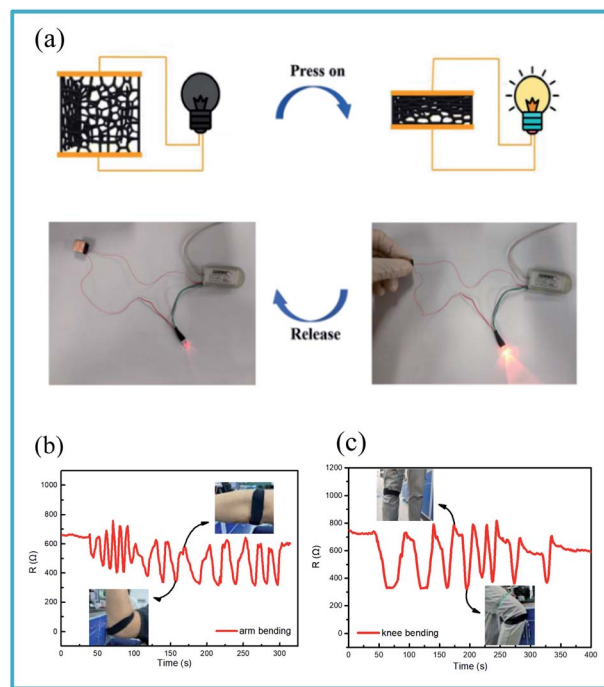 (a)
Press on
Release
(b)
1000
800
600
400
200
0
R (Ω)
0 50 100 150 200 250 300
Time (s)
arm bending
(c)
1200
1000
800
600
400
200
0
R (Ω)
0 50 100 150 200 250 300 350 400
Time (s)
knee bending